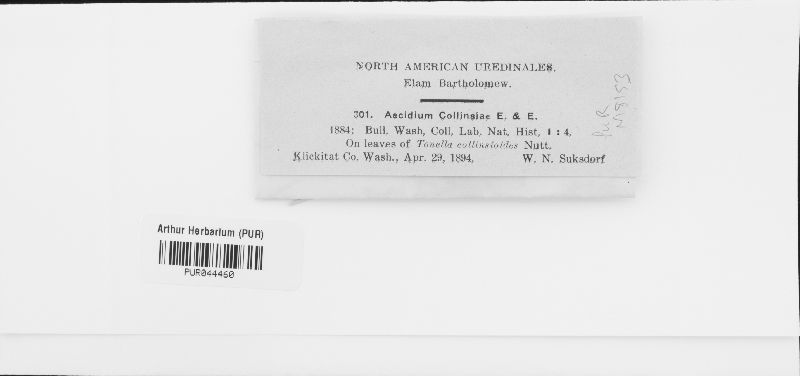 NORTH AMERICAN UREDINALES.
Elam Bartholomew.
301. Aecidium Collinsiae E. & E.
1884: Bull. Wash. Coll. Lab. Nat. Hist. 1 : 4.
On leaves of Tonella collinsioides Nutt.
Klickitat Co. Wash., Apr. 29, 1894. W. N. Suksdorf
PUR
Arthur Herbarium (PUR)
PUR044460